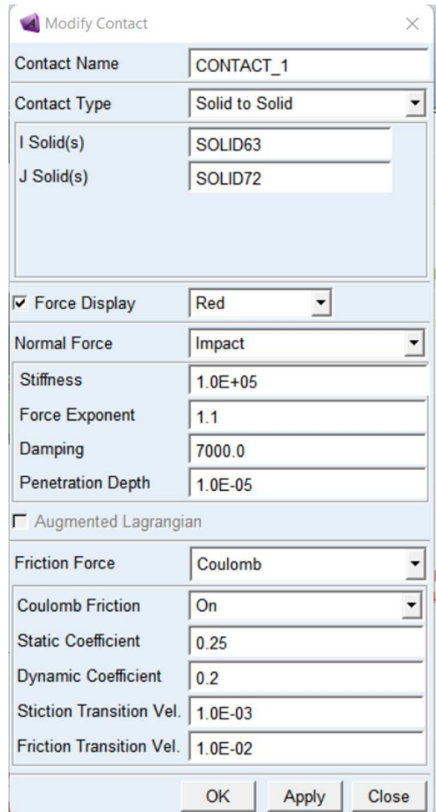 Modify Contact
Contact Name CONTACT_1
Contact Type Solid to Solid
I Solid(s) SOLID63
J Solid(s) SOLID72
Force Display Red
Normal Force Impact
Stiffness 1.0E+05
Force Exponent 1.1
Damping 7000.0
Penetration Depth 1.0E-05
Augmented Lagrangian
Friction Force Coulomb
Coulomb Friction On
Static Coefficient 0.25
Dynamic Coefficient 0.2
Stiction Transition Vel. 1.0E-03
Friction Transition Vel. 1.0E-02
OK Apply Close